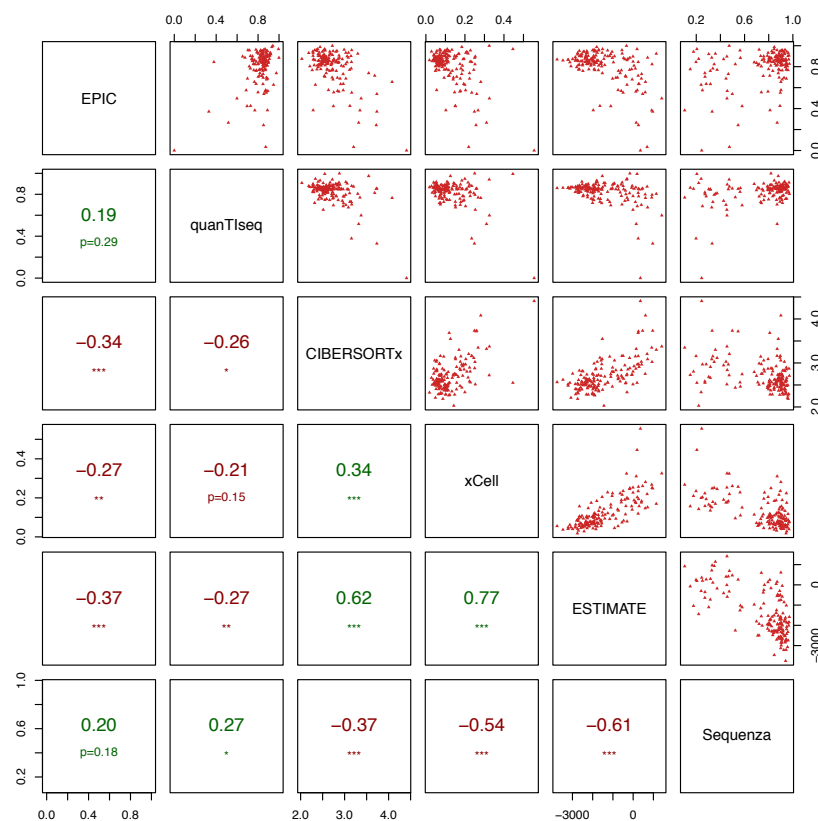 0.0 0.4 0.8 0.0 0.2 0.4 0.2 0.6 1.0
EPIC
0.0 0.4 0.8
0.0 0.4 0.8
0.19
p=0.29
quanTIseq
−0.34
***
−0.26
*
CIBERSORTx
2.0 3.0 4.0
0.0 0.2 0.4
−0.27
**
−0.21
p=0.15
0.34
***
xCell
−0.37
***
−0.27
**
0.62
***
0.77
***
ESTIMATE
−3000 0
0.2 0.6 1.0
0.20
p=0.18
0.27
*
−0.37
***
−0.54
***
−0.61
***
Sequenza
0.0 0.4 0.8 2.0 3.0 4.0 −3000 0